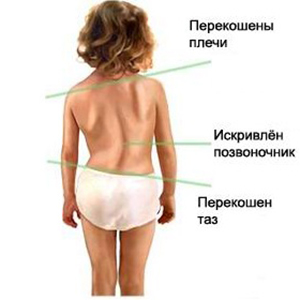 Перекошены
плечи
Искривлён
позвоночник
Перекошен
таз